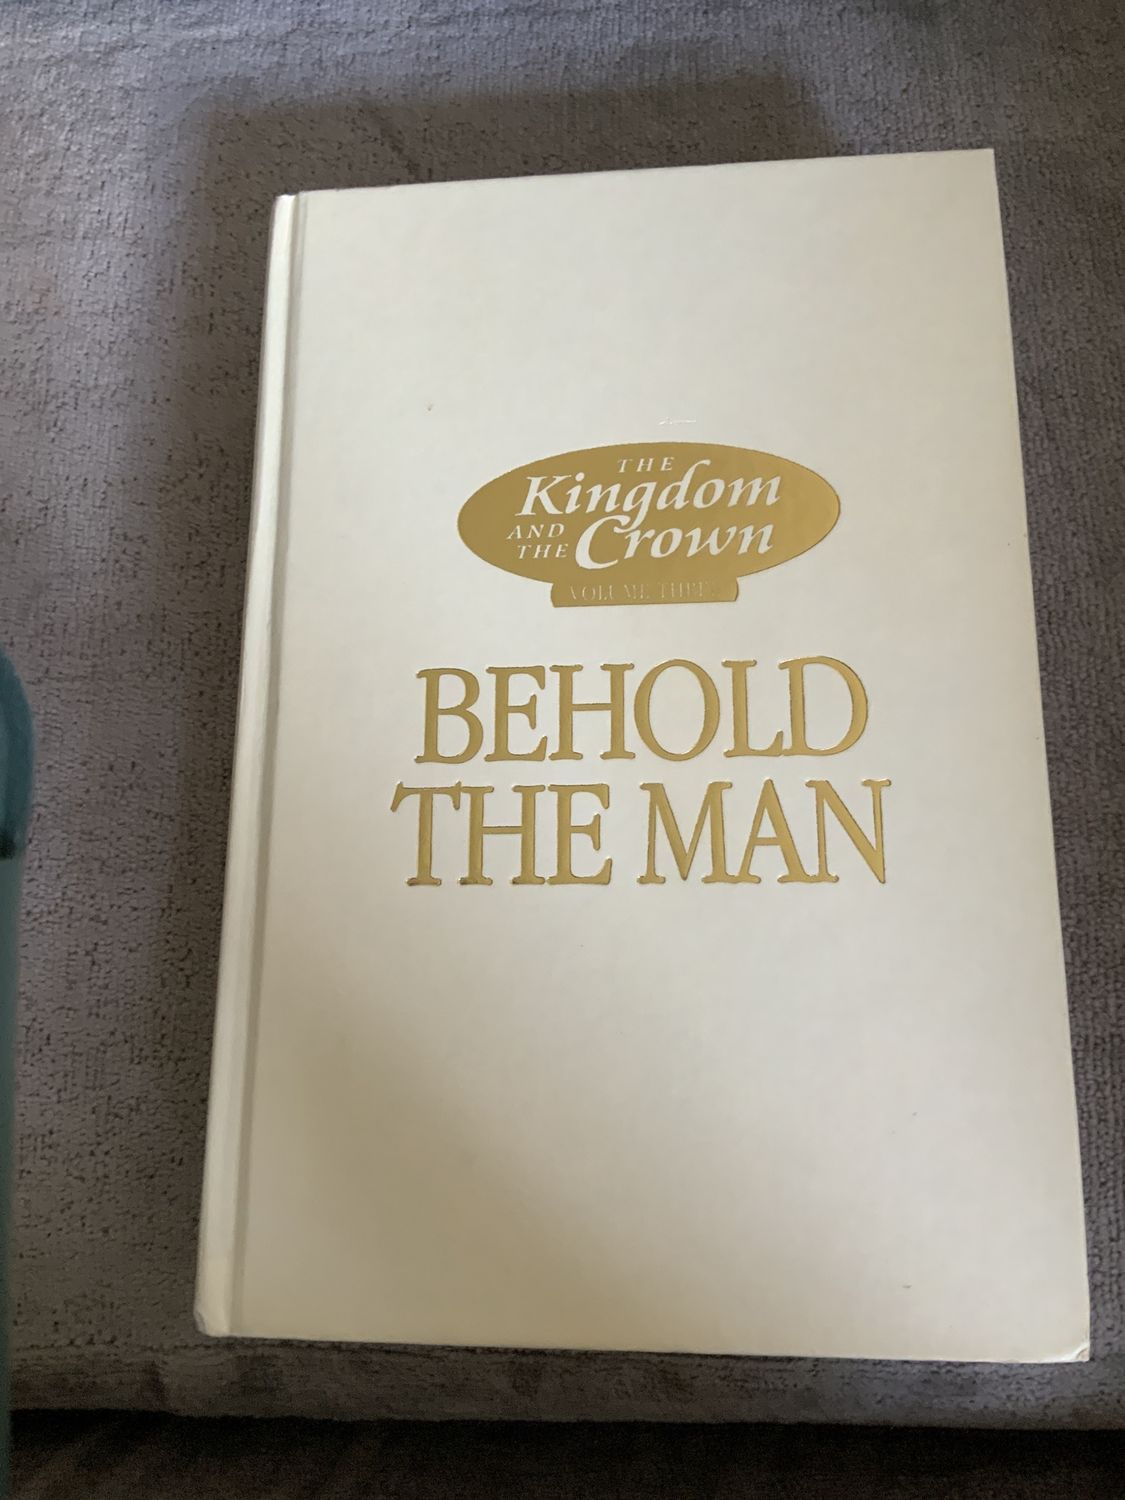 THE
Kingdom
AND
THE Crown
VOLUME THREE
BEHOLD
THE MAN